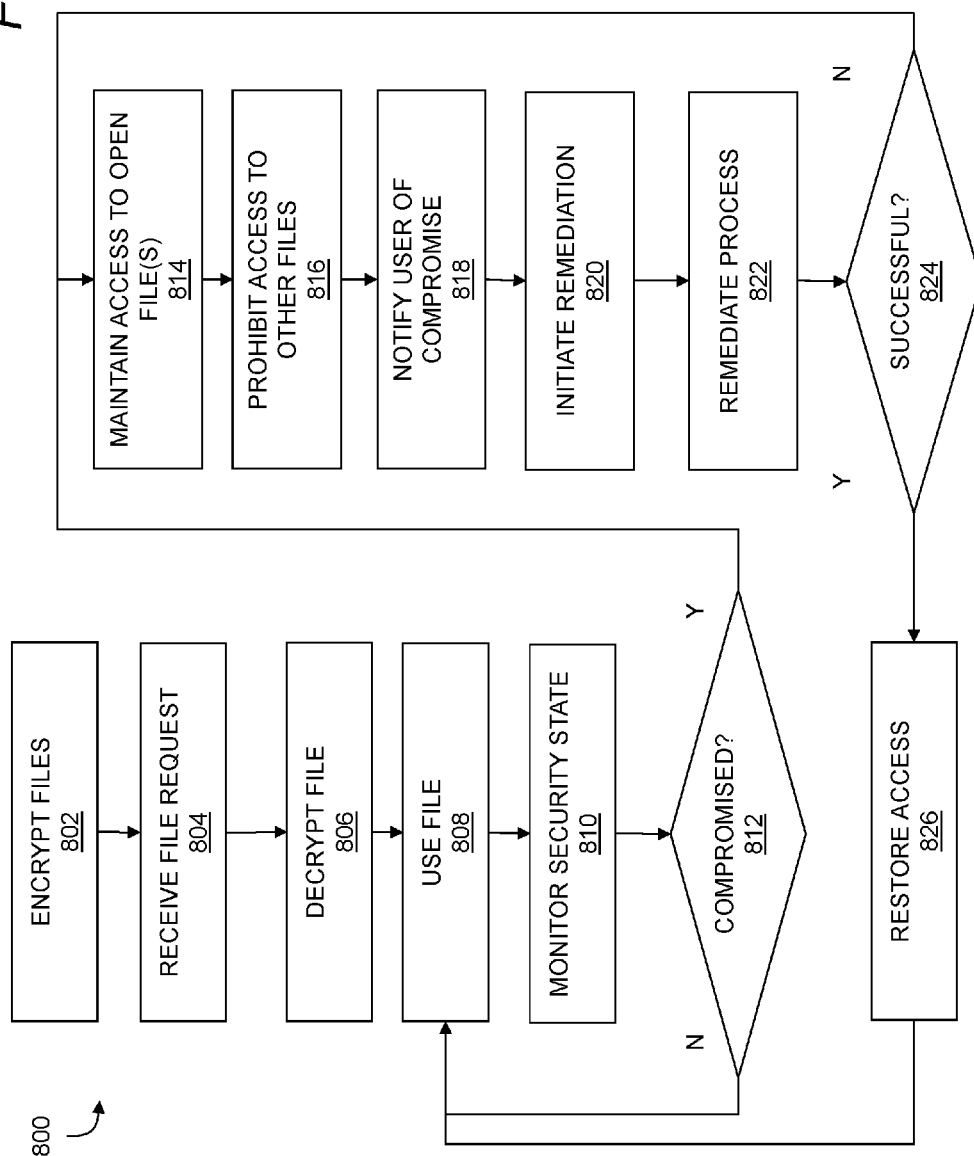 800
ENCRYPT FILES
802
RECEIVE FILE REQUEST
804
DECRYPT FILE
806
USE FILE
808
MONITOR SECURITY STATE
810
COMPROMISED?
812
N
Y
MAINTAIN ACCESS TO OPEN
FILE(S)
814
PROHIBIT ACCESS TO
OTHER FILES
816
NOTIFY USER OF
COMPROMISE
818
INITIATE REMEDIATION
820
REMEDIATE PROCESS
822
SUCCESSFUL?
824
Y
N
RESTORE ACCESS
826